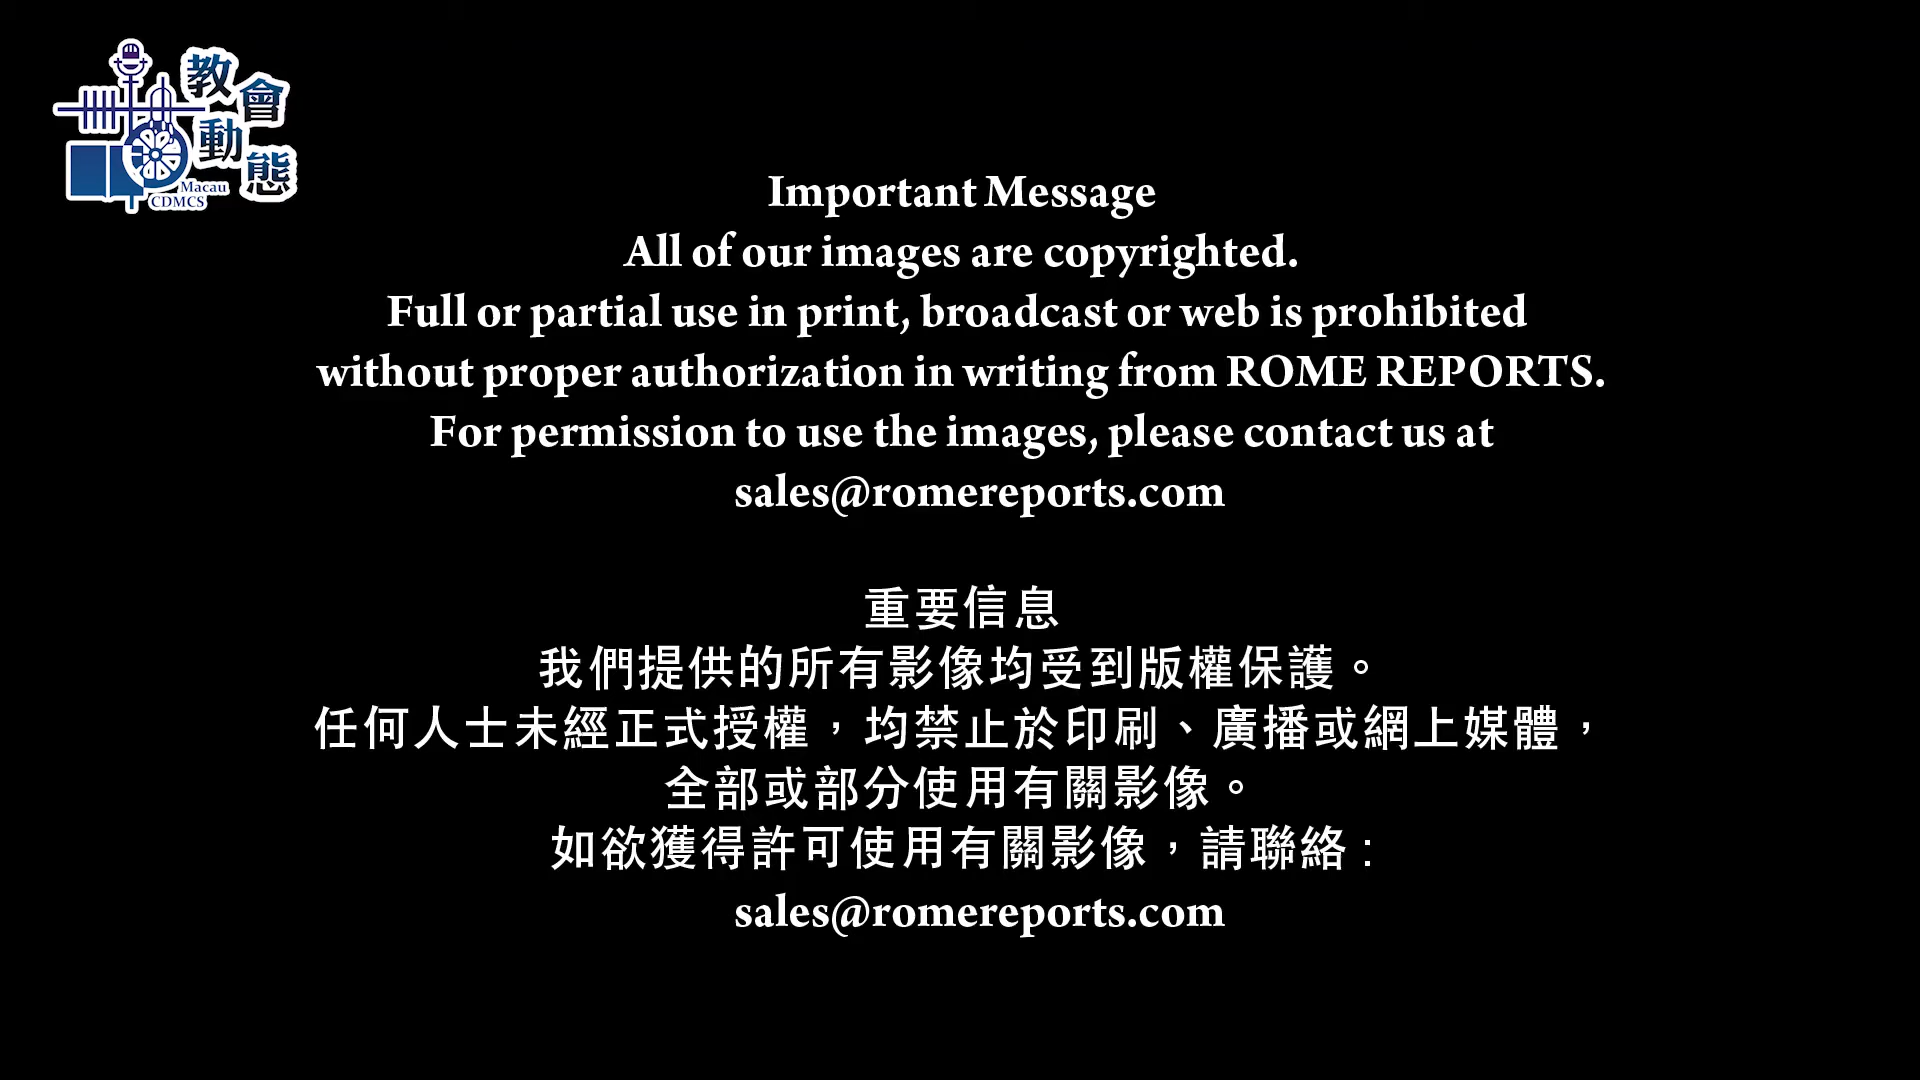 教會動態
Macau
CDMCS
Important Message
All of our images are copyrighted.
Full or partial use in print, broadcast or web is prohibited
without proper authorization in writing from ROME REPORTS.
For permission to use the images, please contact us at
sales@romereports.com
重要信息
我們提供的所有影像均受到版權保護。
任何人士未經正式授權，均禁止於印刷、廣播或網上媒體，
全部或部分使用有關影像。
如欲獲得許可使用有關影像，請聯絡：
sales@romereports.com